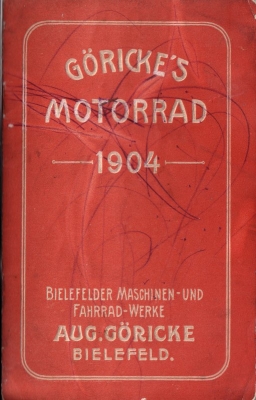 GÖRICKE'S
MOTORRAD
1904
BIELEFELDER MASCHINEN-UND
FAHRRAD-WERKE
AUG. GÖRICKE
BIELEFELD.